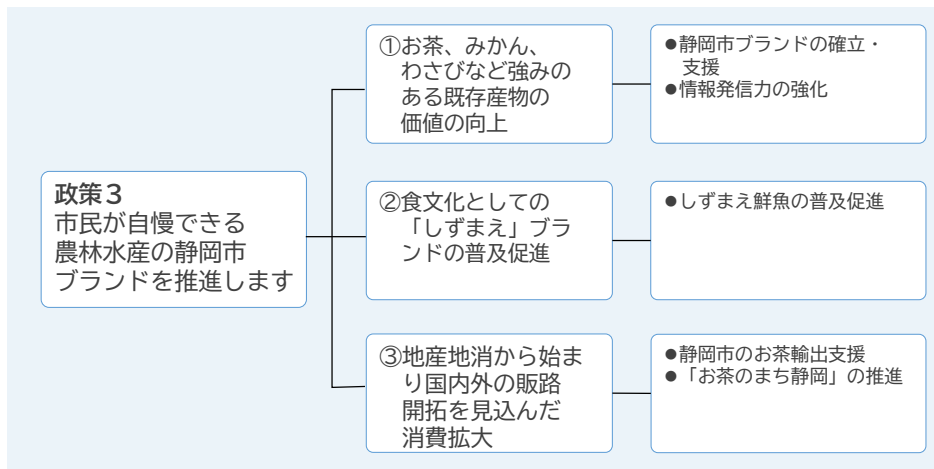 政策３
市民が自慢できる
農林水産の静岡市
ブランドを推進します
①お茶、みかん、
わさびなど強みの
ある既存産物の
価値の向上
●静岡市ブランドの確立・
支援
●情報発信力の強化
②食文化としての
「しずまえ」ブラ
ンドの普及促進
●しずまえ鮮魚の普及促進
③地産地消から始ま
り国内外の販路
開拓を見込んだ
消費拡大
●静岡市のお茶輸出支援
●「お茶のまち静岡」の推進